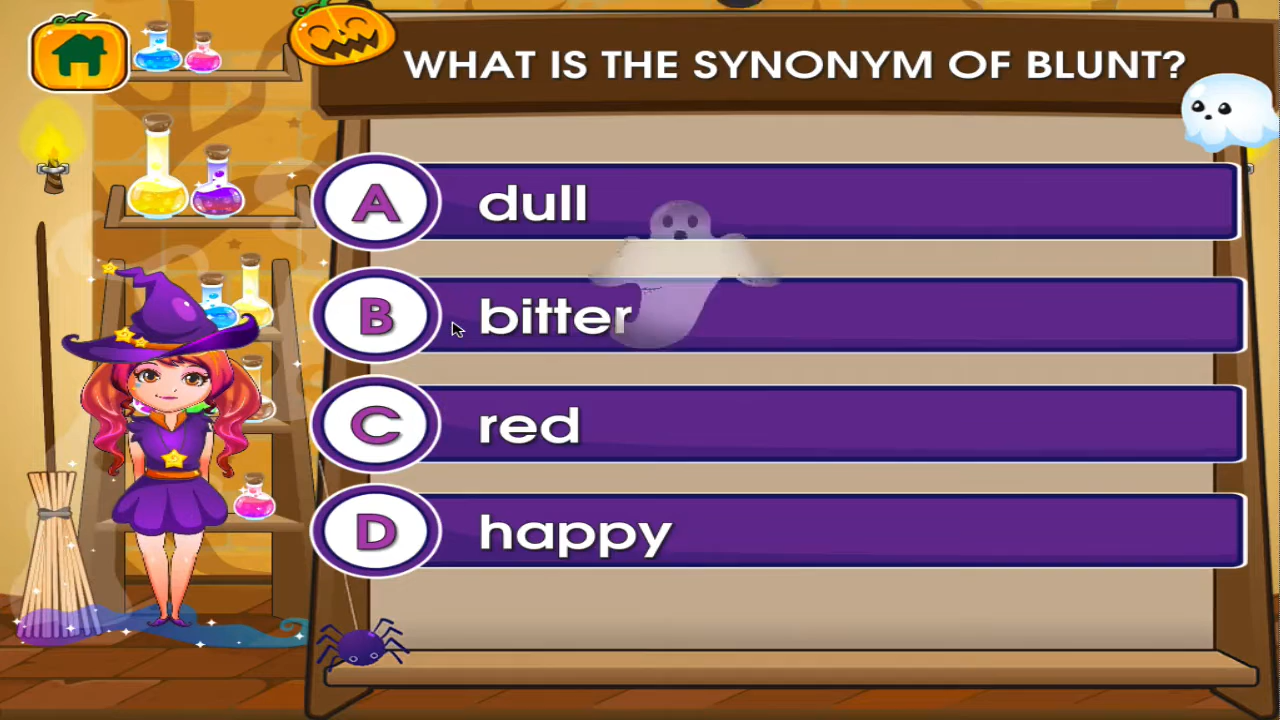 WHAT IS THE SYNONYM OF BLUNT?
A dull
B bitter
C red
D happy